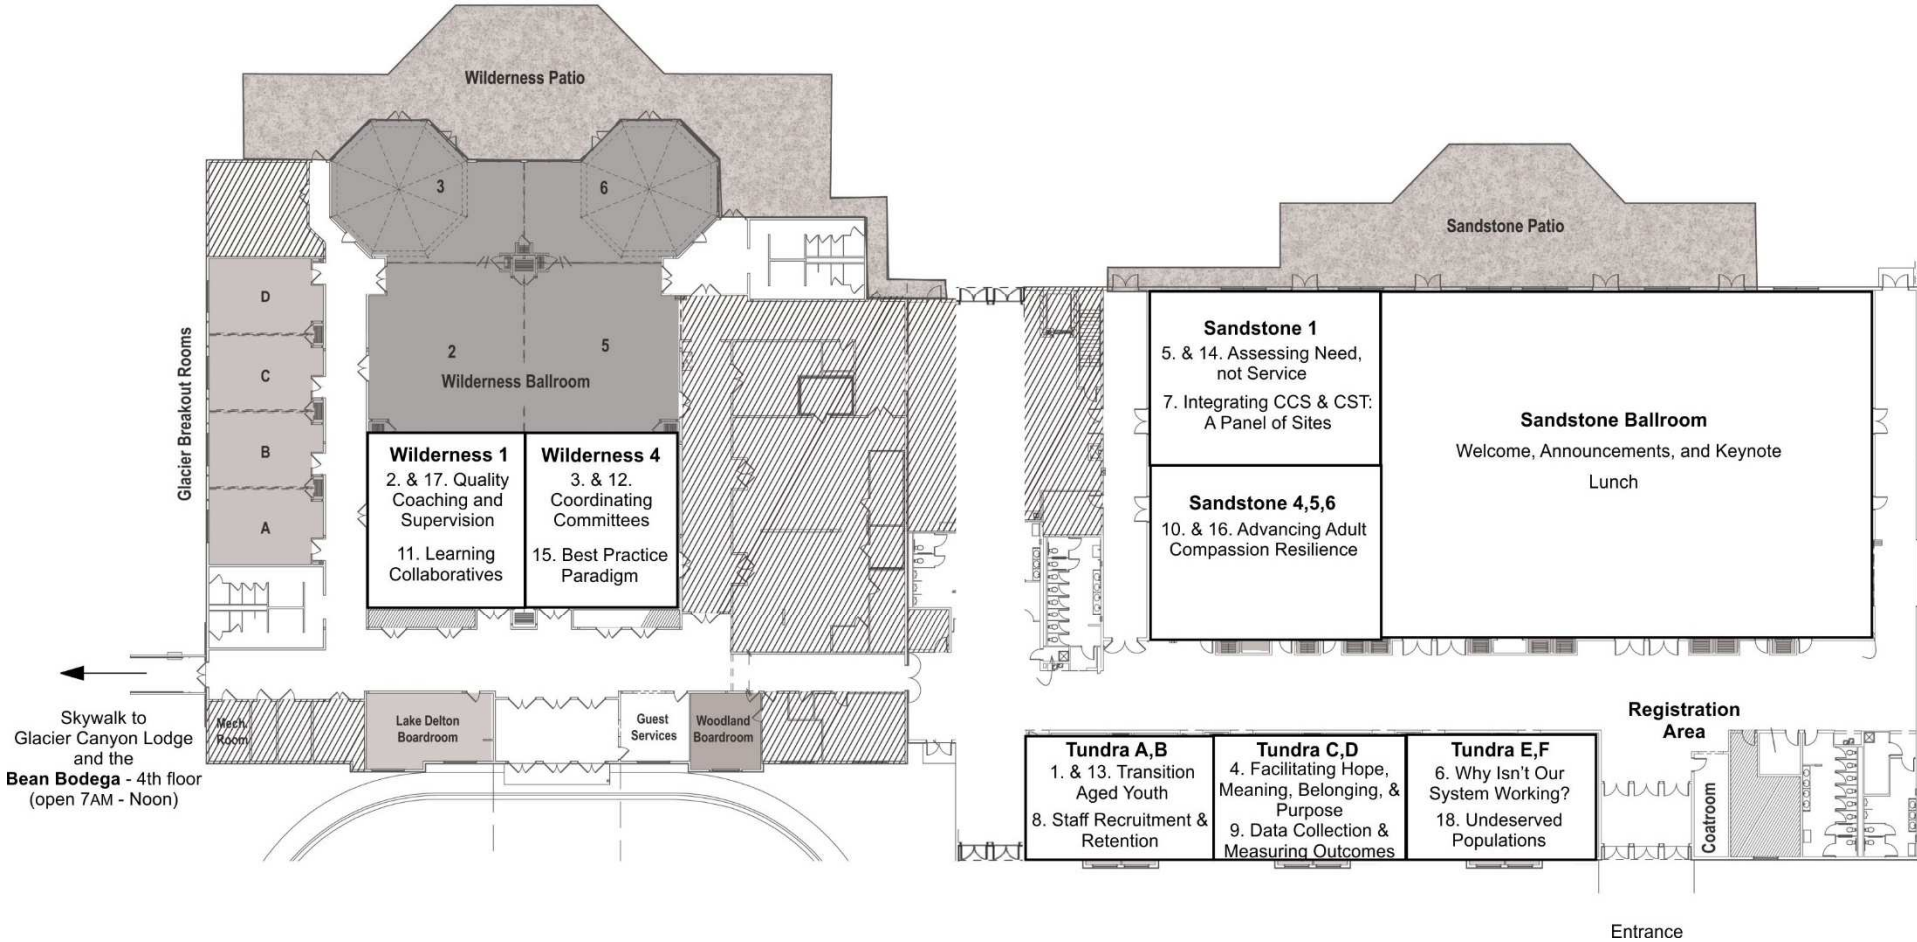 Wilderness Patio
3
6
Sandstone Patio
D
C
B
A
Glacier Breakout Rooms
2
5
Wilderness Ballroom
Wilderness 1
2. & 17. Quality
Coaching and
Supervision
11. Learning
Collaboratives
Wilderness 4
3. & 12.
Coordinating
Committees
15. Best Practice
Paradigm
Sandstone 1
5. & 14. Assessing Need,
not Service
7. Integrating CCS & CST:
A Panel of Sites
Sandstone 4,5,6
10. & 16. Advancing Adult
Compassion Resilience
Sandstone Ballroom
Welcome, Announcements, and Keynote
Lunch
Skywalk to
Glacier Canyon Lodge
and the
Bean Bodega - 4th floor
(open 7AM - Noon)
Mech.
Room
Lake Delton
Boardroom
Guest
Services
Woodland
Boardroom
Registration
Area
Tundra A,B
1. & 13. Transition
Aged Youth
8. Staff Recruitment &
Retention
Tundra C,D
4. Facilitating Hope,
Meaning, Belonging, &
Purpose
9. Data Collection &
Measuring Outcomes
Tundra E,F
6. Why Isn't Our
System Working?
18. Undeserved
Populations
Coatroom
Entrance